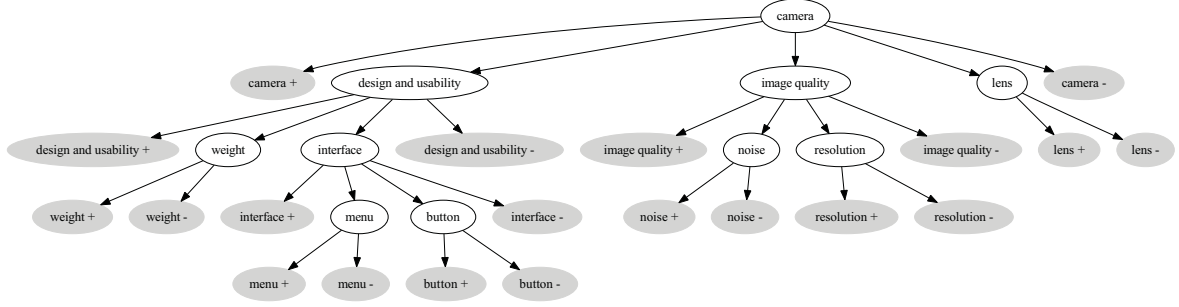 camera
camera +
design and usability
image quality
lens
camera -
design and usability +
weight
interface
design and usability -
image quality +
noise
resolution
image quality -
lens +
lens -
weight +
weight -
interface +
menu
button
interface -
noise +
noise -
resolution +
resolution -
menu +
menu -
button +
button -